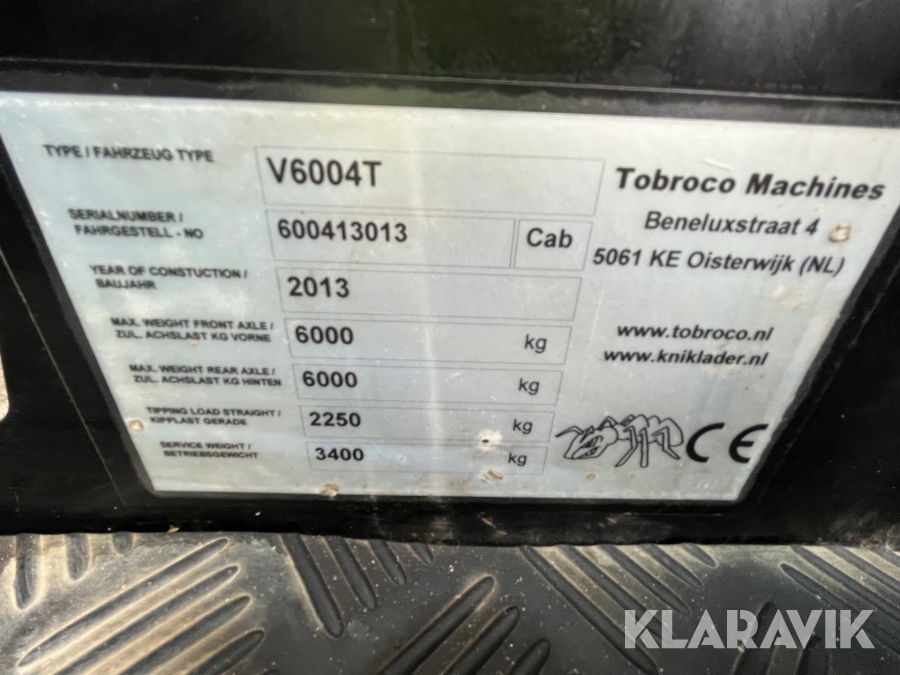 TYPE / FAHRZEUG TYPE
V6004T
SERIALNUMBER /
FAHRGESTELL - NO
600413013
Cab
YEAR OF CONSTUCTION /
BAUJAHR
2013
MAX. WEIGHT FRONT AXLE /
ZUL. ACHSLAST KG VORNE
6000 kg
MAX. WEIGHT REAR AXLE /
ZUL. ACHSLAST KG HINTEN
6000 kg
TIPPING LOAD STRAIGHT /
KIPPLAST GERADE
2250 kg
SERVICE WEIGHT /
BETRIEBSGEWICHT
3400 kg
Tobroco Machines
Beneluxstraat 4
5061 KE Oisterwijk (NL)
www.tobroco.nl
www.kniklader.nl
CE
KLARAVIK